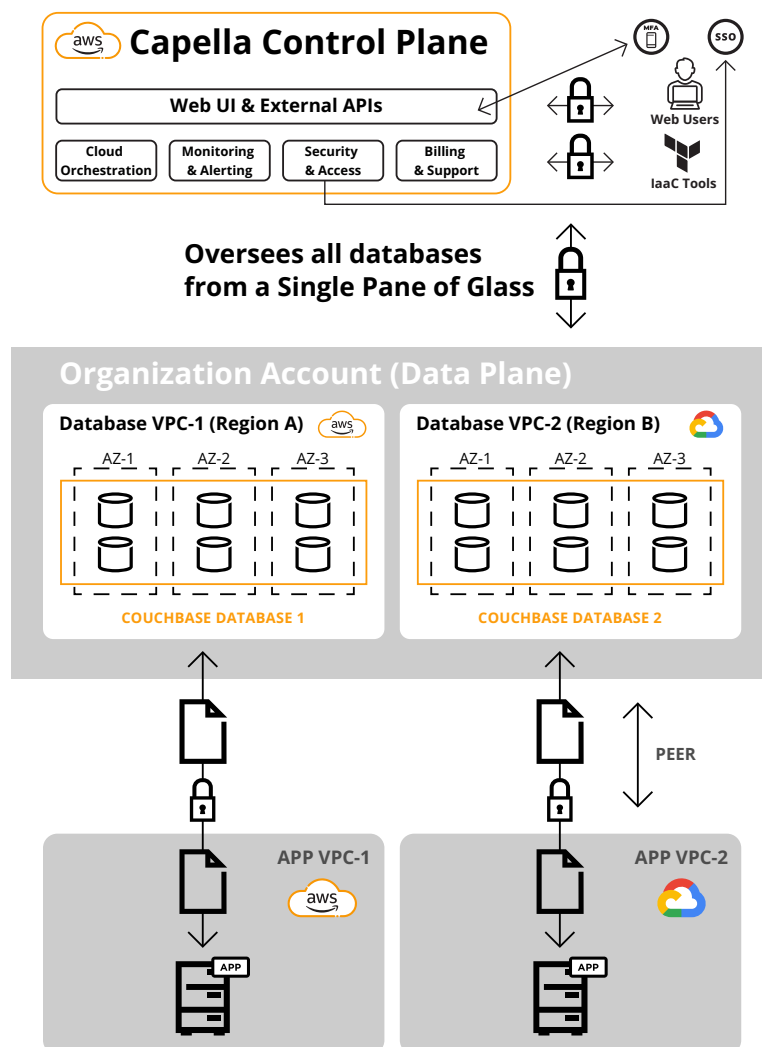 aws
Capella Control Plane
MFA
SSO
Web UI & External APIs
Web Users
Cloud
Orchestration
Monitoring
& Alerting
Security
& Access
Billing
& Support
IaaC Tools
Oversees all databases
from a Single Pane of Glass
Organization Account (Data Plane)
Database VPC-1 (Region A)
aws
AZ-1
AZ-2
AZ-3
COUCHBASE DATABASE 1
Database VPC-2 (Region B)
AZ-1
AZ-2
AZ-3
COUCHBASE DATABASE 2
PEER
APP VPC-1
aws
APP
APP VPC-2
APP